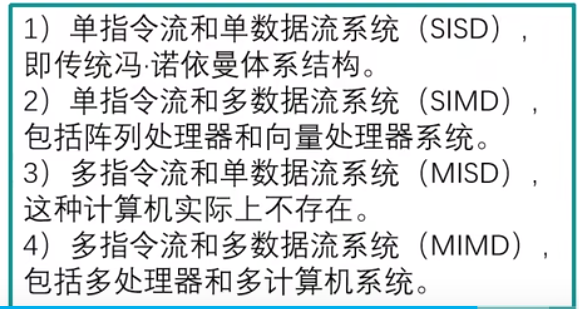 1）单指令流和单数据流系统（SISD），
即传统冯·诺依曼体系结构。
2）单指令流和多数据流系统（SIMD），
包括阵列处理器和向量处理器系统。
3）多指令流和单数据流系统（MISD），
这种计算机实际上不存在。
4）多指令流和多数据流系统（MIMD），
包括多处理器和多计算机系统。